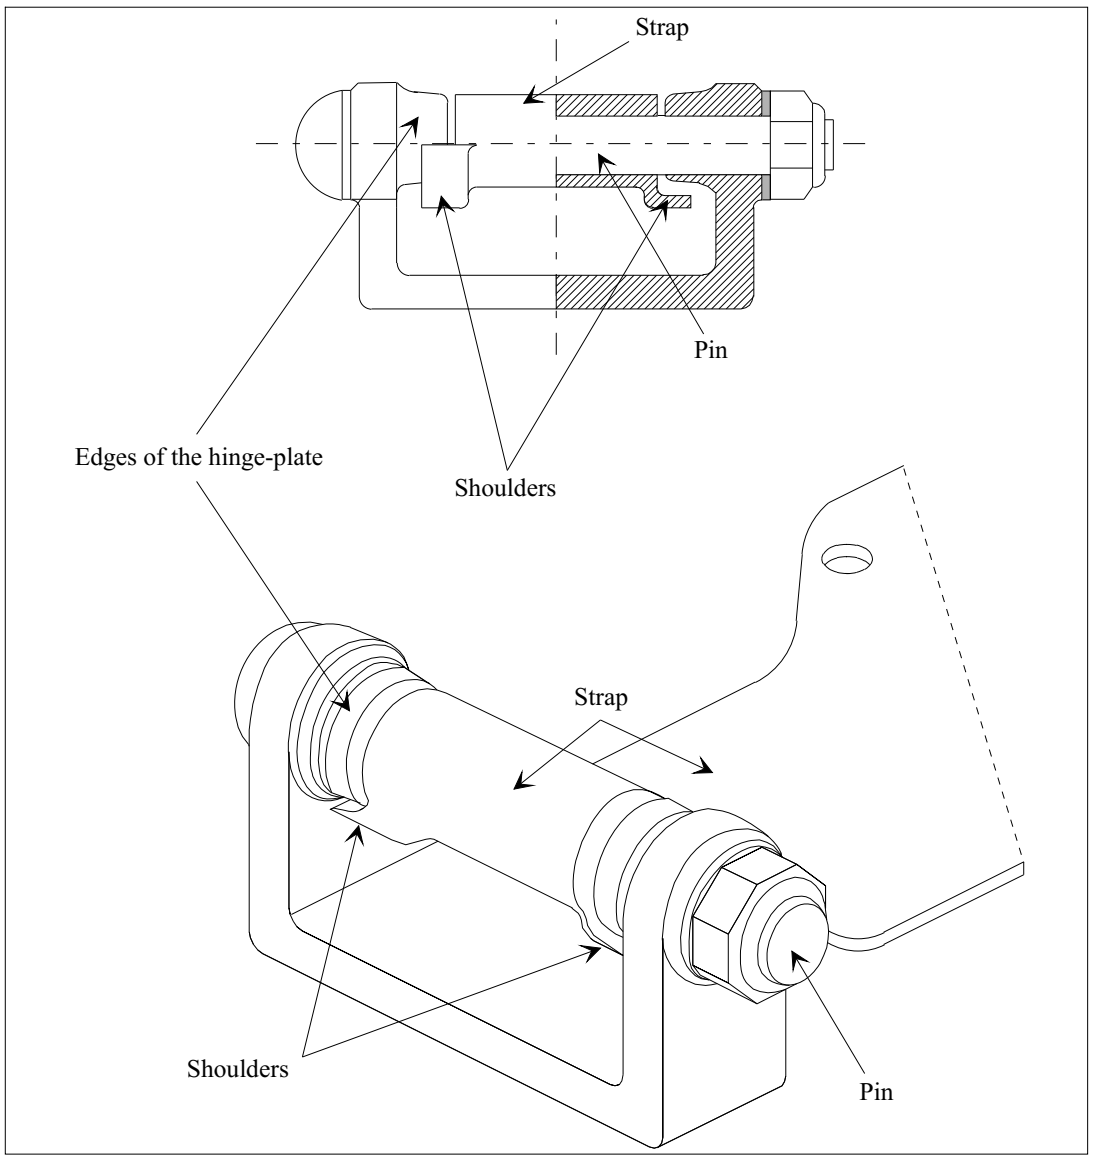 Strap
Pin
Edges of the hinge-plate
Shoulders
Strap
Shoulders
Pin